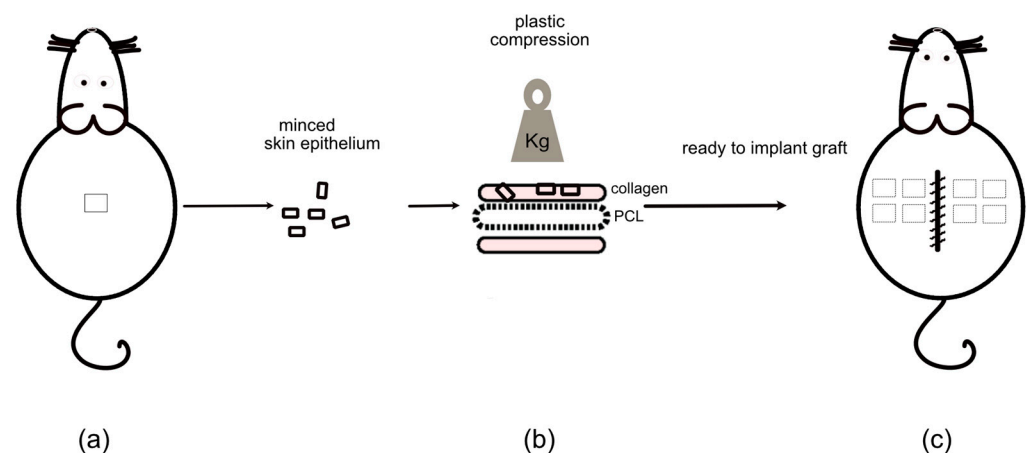 plastic
compression
minced
skin epithelium
Kg
ready to implant graft
collagen
PCL
(a)
(b)
(c)